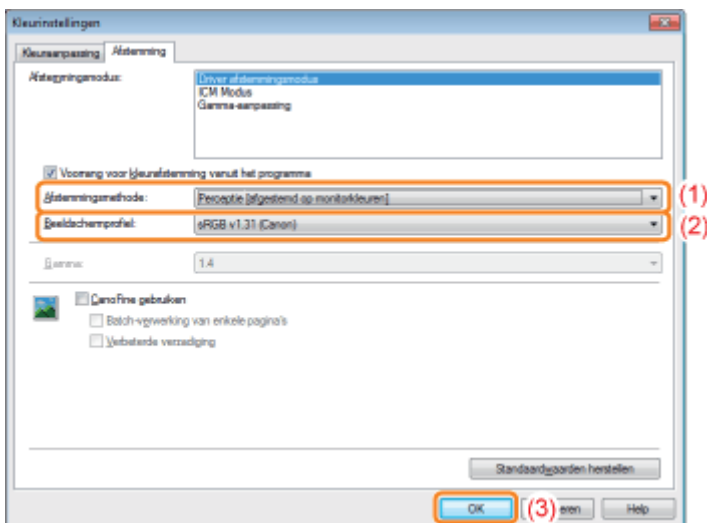 Kleurinstellingen
Kleuraanpassing Afstemming
Afstemmingsmodus:
Driver afstemmingsmodus
ICM Modus
Gamma-aanpassing
Voorrang voor kleurafstemming vanuit het programma
Afstemmingsmethode: Perceptie [afgestemd op monitorkleuren] (1)
Beeldschermprofiel: sRGB v1.31 (Canon) (2)
Gamma: 1.4
CanoFine gebruiken
Batch-verwerking van enkele pagina's
Verbeterde verzadiging
Standaardwaarden herstellen
OK (3) eren Help